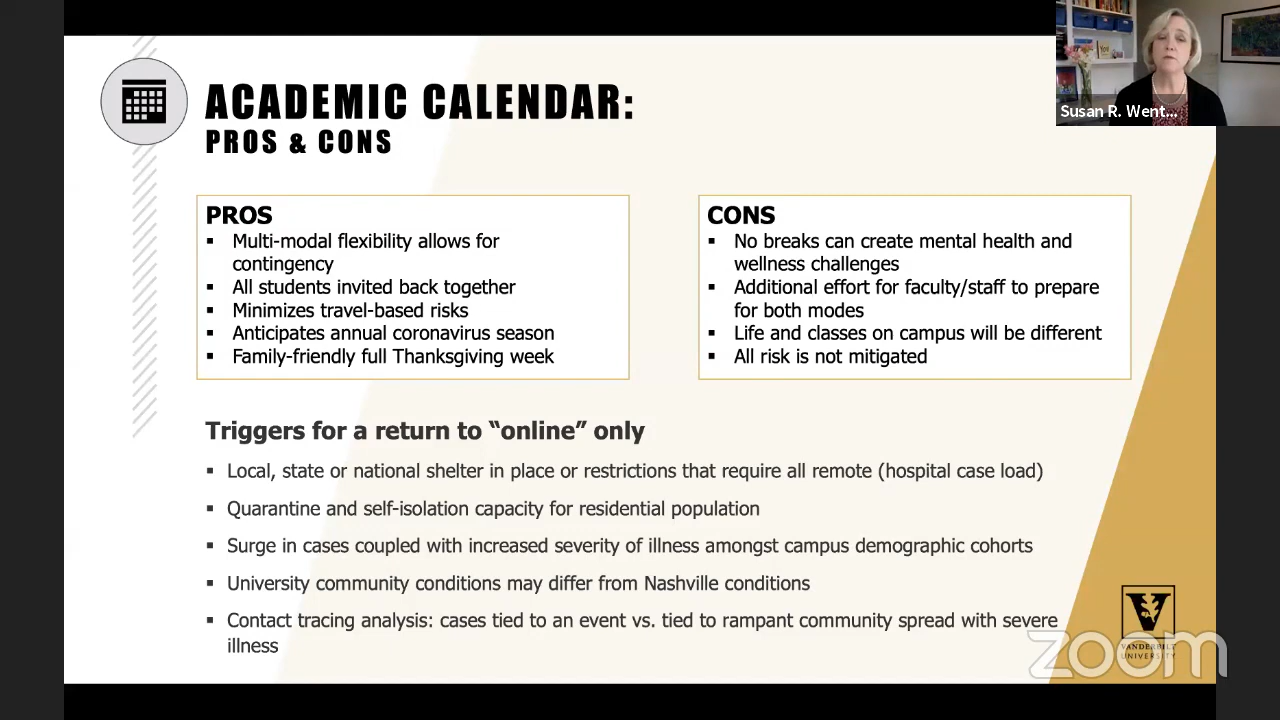 ACADEMIC CALENDAR:
PROS & CONS
Susan R. Went...
PROS
▪ Multi-modal flexibility allows for
contingency
▪ All students invited back together
▪ Minimizes travel-based risks
▪ Anticipates annual coronavirus season
▪ Family-friendly full Thanksgiving week
CONS
▪ No breaks can create mental health and
wellness challenges
▪ Additional effort for faculty/staff to prepare
for both modes
▪ Life and classes on campus will be different
▪ All risk is not mitigated
Triggers for a return to “online” only
▪ Local, state or national shelter in place or restrictions that require all remote (hospital case load)
▪ Quarantine and self-isolation capacity for residential population
▪ Surge in cases coupled with increased severity of illness amongst campus demographic cohorts
▪ University community conditions may differ from Nashville conditions
▪ Contact tracing analysis: cases tied to an event vs. tied to rampant community spread with severe
illness
V
VANDERBILT
UNIVERSITY
zoom